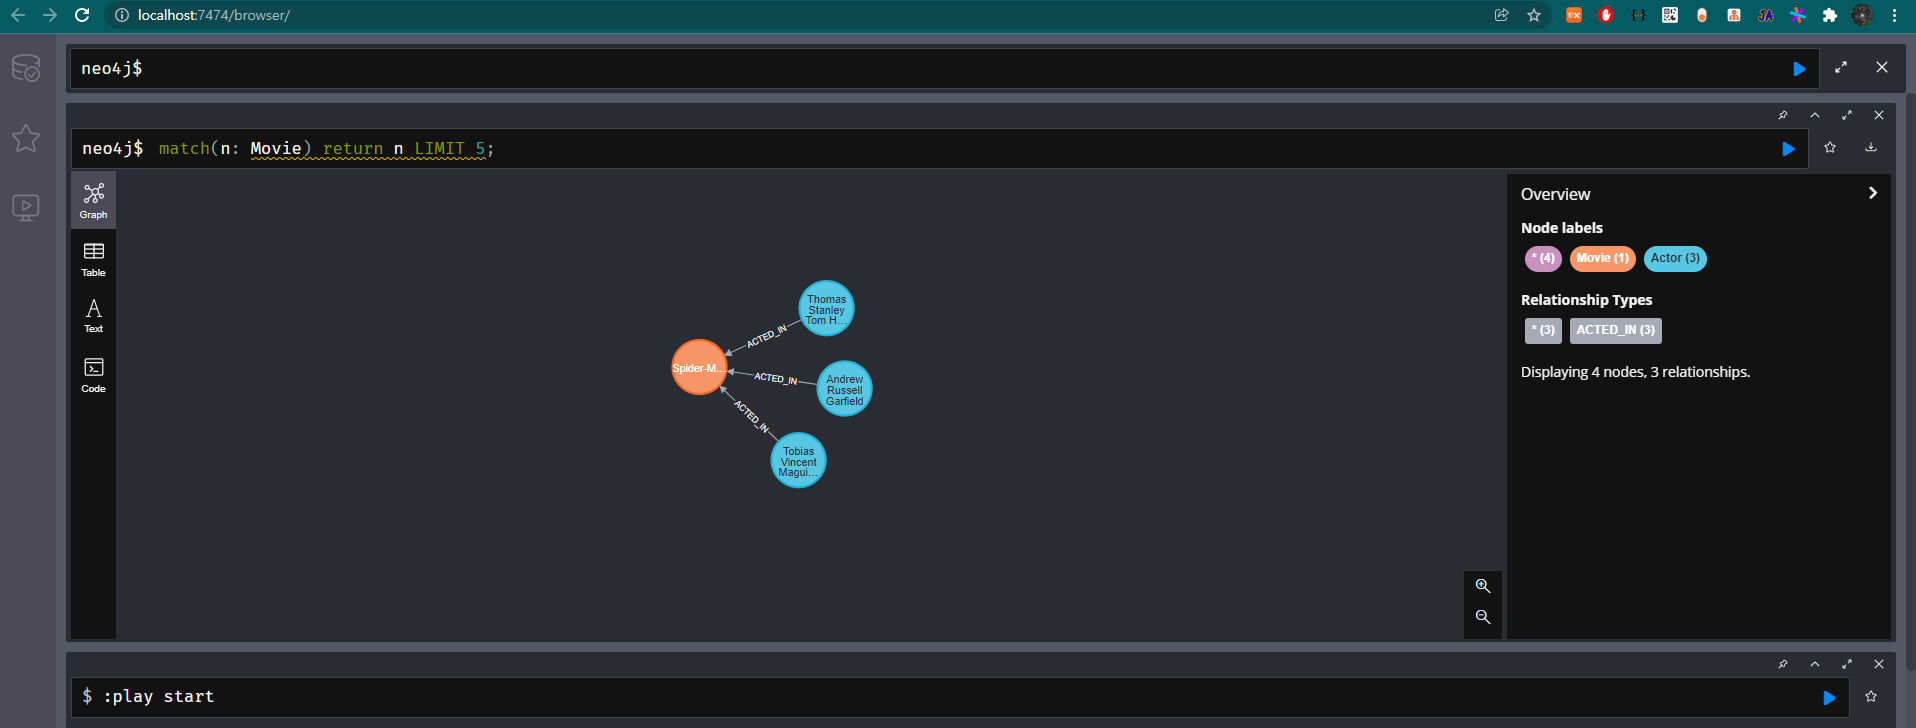 localhost:7474/browser/
neo4j$
neo4j$ match(n: Movie) return n LIMIT 5;
Graph
Table
Text
Code
Thomas
Stanley
Tom H...
ACTED_IN
Spider-M...
ACTED_IN
Andrew
Russell
Garfield
ACTED_IN
Tobias
Vincent
Magui...
Overview
Node labels
* (4) Movie (1) Actor (3)
Relationship Types
* (3) ACTED_IN (3)
Displaying 4 nodes, 3 relationships.
$ :play start